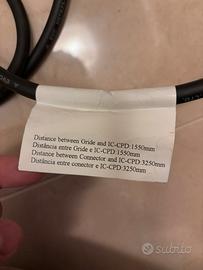 Distance between Gride and IC-CPD:1550mm
Distância entre Gride e IC-CPD:1550mm
Distance between Connector and IC-CPD:3250mm
Distância entre conector e IC-CPD:3250mm
subito